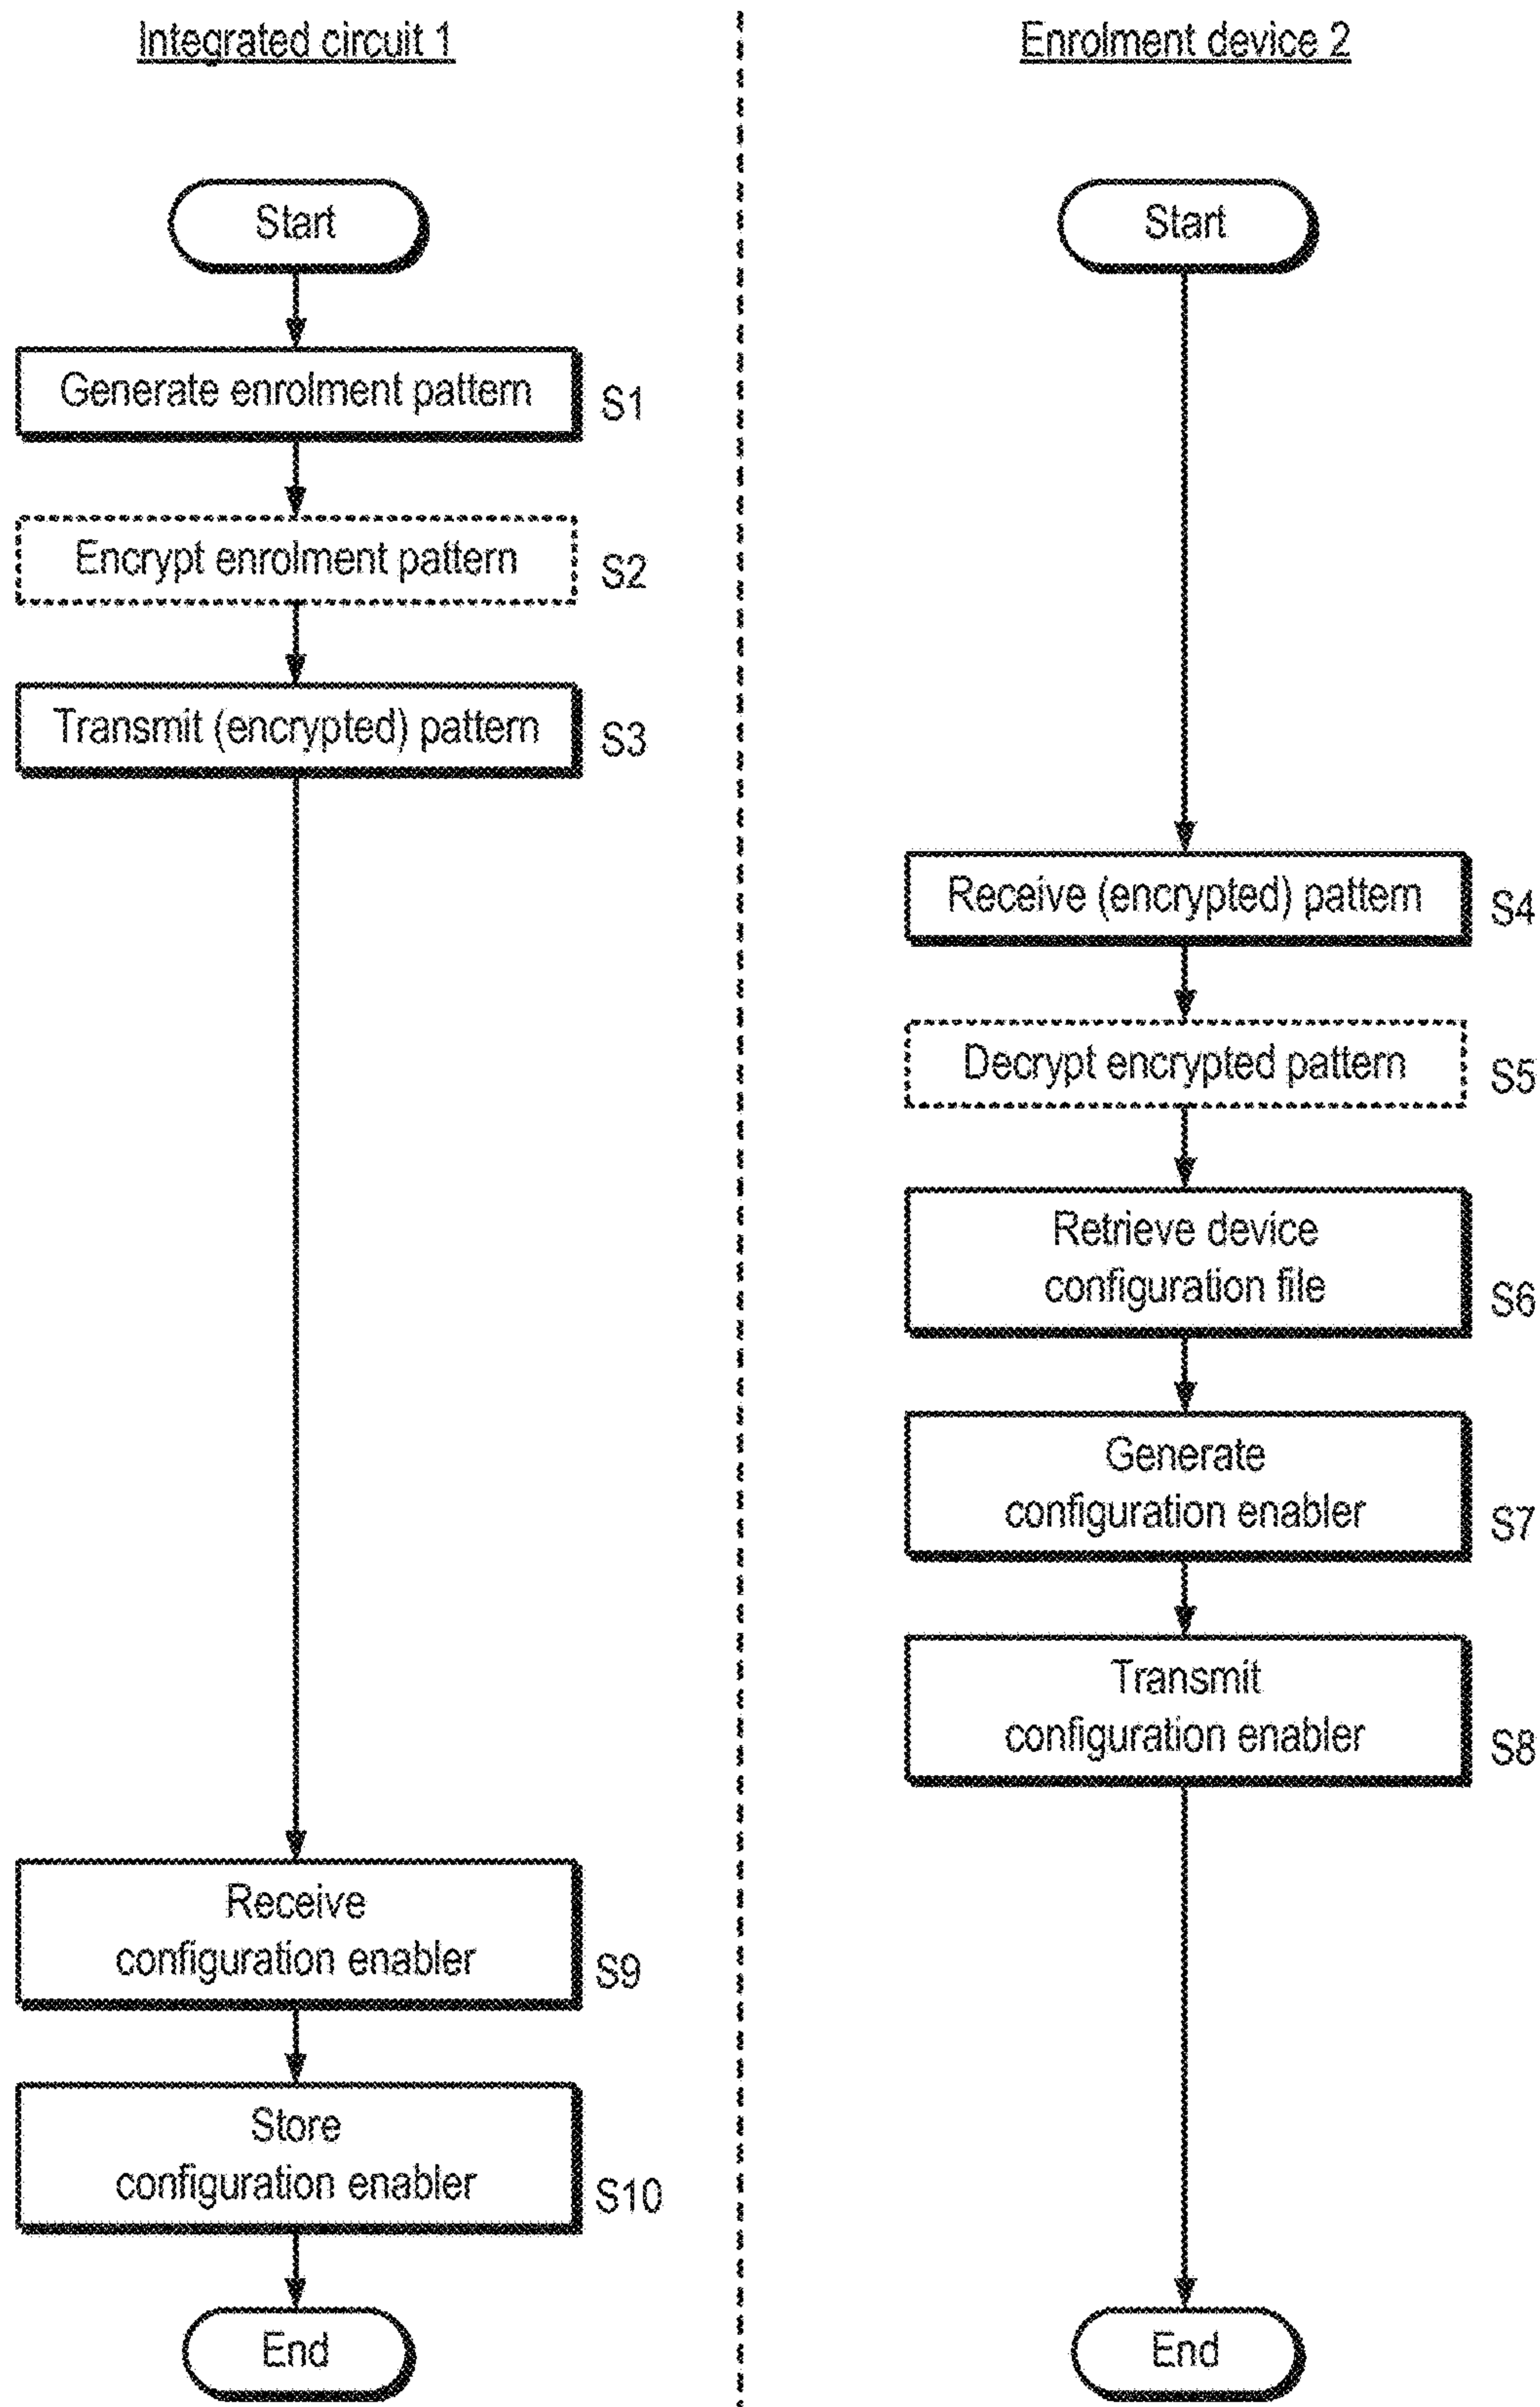 Integrated circuit 1
Start
Generate enrolment pattern
S1
Encrypt enrolment pattern
S2
Transmit (encrypted) pattern
S3
Receive
configuration enabler
S9
Store
configuration enabler
S10
End
Enrolment device 2
Start
Receive (encrypted) pattern
S4
Decrypt encrypted pattern
S5
Retrieve device
configuration file
S6
Generate
configuration enabler
S7
Transmit
configuration enabler
S8
End